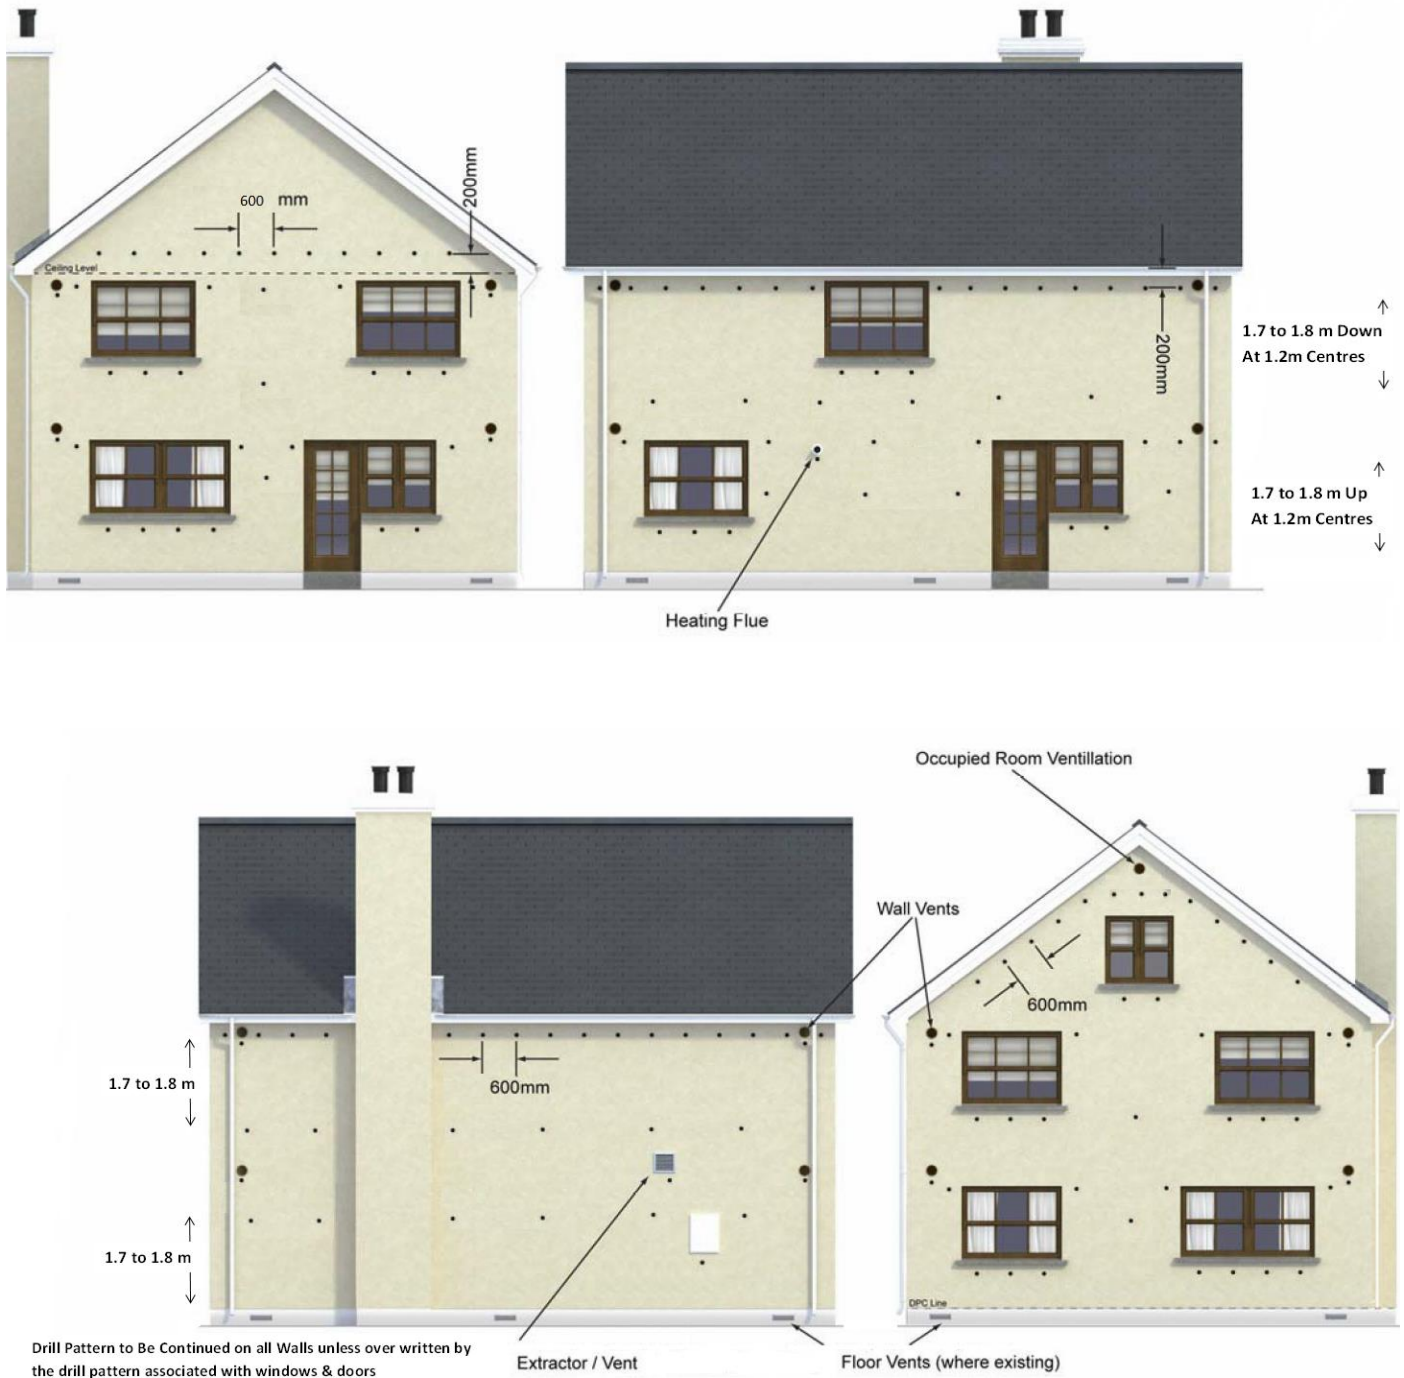 200mm
600 mm
Ceiling Level
200mm
1.7 to 1.8 m Down
At 1.2m Centres
1.7 to 1.8 m Up
At 1.2m Centres
Heating Flue
Occupied Room Ventillation
Wall Vents
600mm
600mm
1.7 to 1.8 m
1.7 to 1.8 m
DPC Line
Drill Pattern to Be Continued on all Walls unless over written by
the drill pattern associated with windows & doors
Extractor / Vent
Floor Vents (where existing)